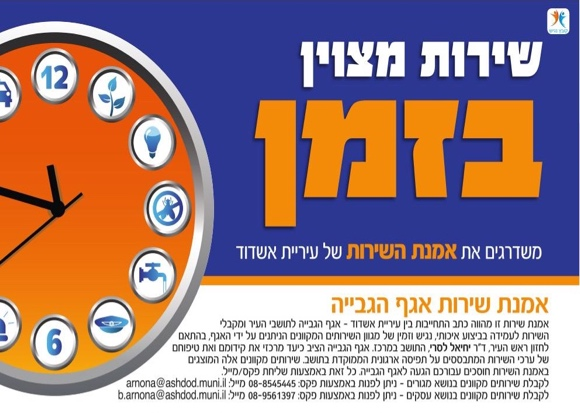 שירות מצוין
בזמן
משדרגים את אמנת השירות של עיריית אשדוד
12
6
אמנת שירות אגף הגבייה
אמנת שירות זו מהווה כתב התחייבות בין עיריית אשדוד - אגף הגבייה לתושבי העיר ומקבלי
השירות לעמידה בביצוע איכותי, נגיש וזמין של מגוון השירותים המקוונים הניתנים על ידי האגף, בהתאם
לחזון ראש העיר, ד"ר יחיאל לסרי, התושב במרכז. אגף הגבייה הציב כיעד מרכזי את קידומם ואת טיפוחם
של ערכי השירות המתבססים על תפיסה ארגונית הממוקדת בתושב. שירותים מקוונים אלה המוצגים
באמנת השירות חוסכים עבורכם הגעה לאגף הגבייה. כל זאת באמצעות שליחת פקס/מייל.
לקבלת שירותים מקוונים בנושא מגורים - ניתן לפנות באמצעות פקס: 08-8545445 מייל: arnona@ashdod.muni.il
לקבלת שירותים מקוונים בנושא עסקים - ניתן לפנות באמצעות פקס: 08-9561397 מייל: b.arnona@ashdod.muni.il